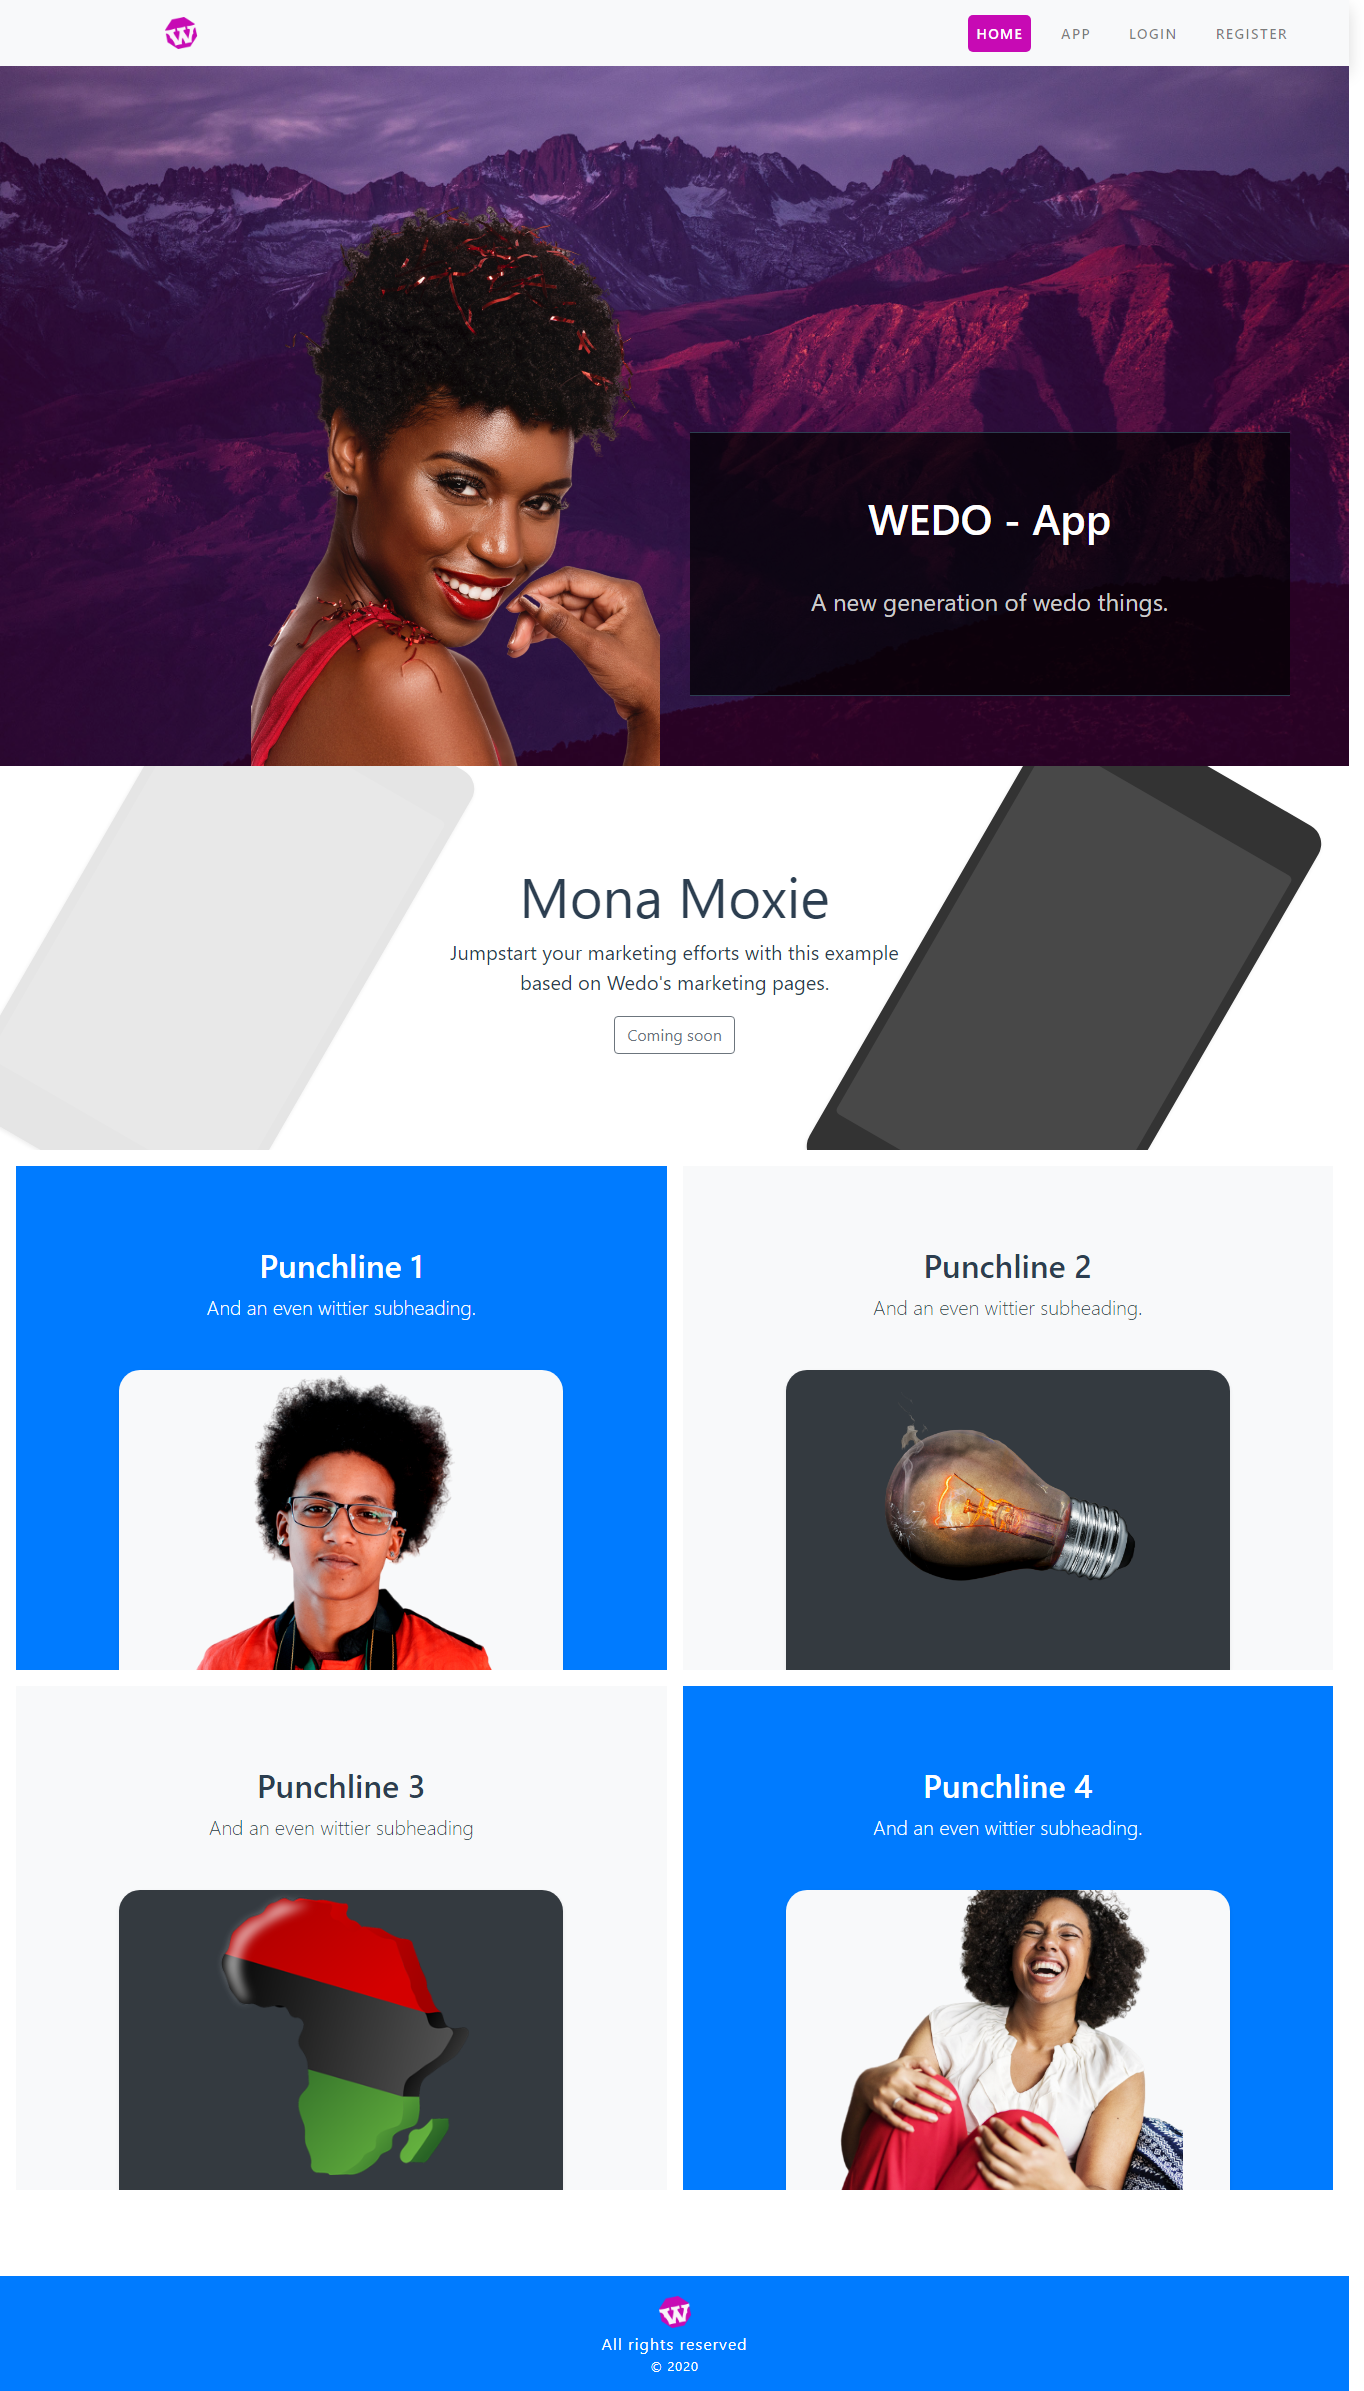 W
HOME APP LOGIN REGISTER
WEDO - App
A new generation of wedo things.
Mona Moxie
Jumpstart your marketing efforts with this example
based on Wedo's marketing pages.
Coming soon
Punchline 1
And an even wittier subheading.
Punchline 2
And an even wittier subheading.
Punchline 3
And an even wittier subheading
Punchline 4
And an even wittier subheading.
W
All rights reserved
© 2020